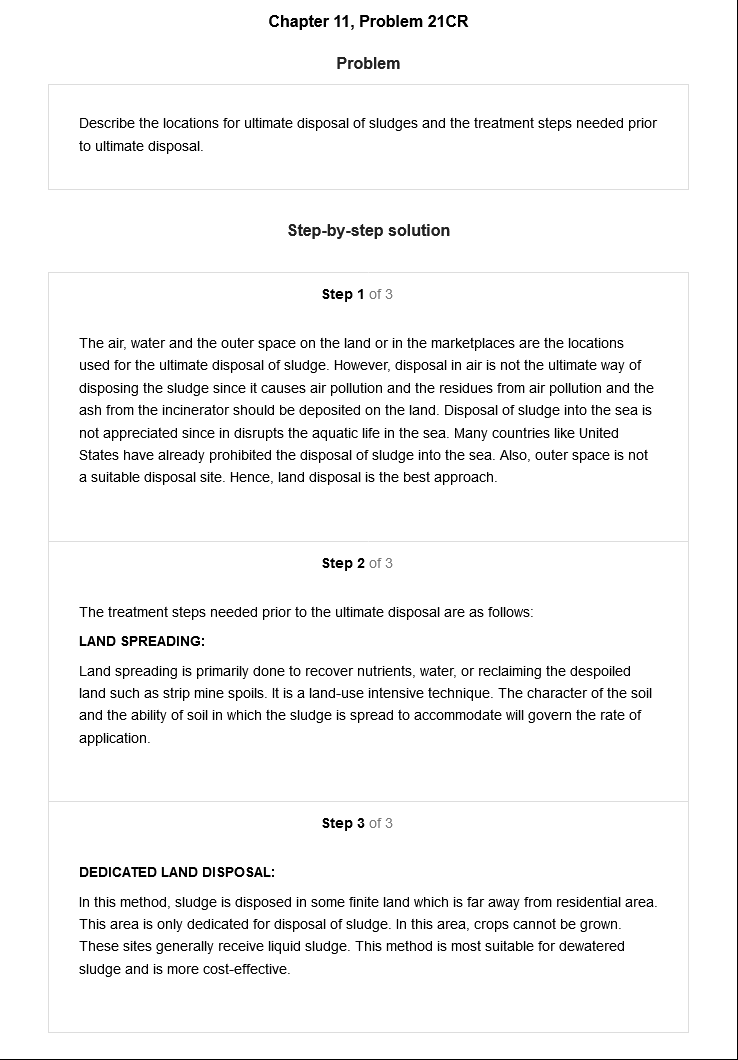 Chapter 11, Problem 21CR
Problem
Describe the locations for ultimate disposal of sludges and the treatment steps needed prior
to ultimate disposal.
Step-by-step solution
Step 1 of 3
The air, water and the outer space on the land or in the marketplaces are the locations
used for the ultimate disposal of sludge. However, disposal in air is not the ultimate way of
disposing the sludge since it causes air pollution and the residues from air pollution and the
ash from the incinerator should be deposited on the land. Disposal of sludge into the sea is
not appreciated since in disrupts the aquatic life in the sea. Many countries like United
States have already prohibited the disposal of sludge into the sea. Also, outer space is not
a suitable disposal site. Hence, land disposal is the best approach.
Step 2 of 3
The treatment steps needed prior to the ultimate disposal are as follows:
LAND SPREADING:
Land spreading is primarily done to recover nutrients, water, or reclaiming the despoiled
land such as strip mine spoils. It is a land-use intensive technique. The character of the soil
and the ability of soil in which the sludge is spread to accommodate will govern the rate of
application.
Step 3 of 3
DEDICATED LAND DISPOSAL:
In this method, sludge is disposed in some finite land which is far away from residential area.
This area is only dedicated for disposal of sludge. In this area, crops cannot be grown.
These sites generally receive liquid sludge. This method is most suitable for dewatered
sludge and is more cost-effective.